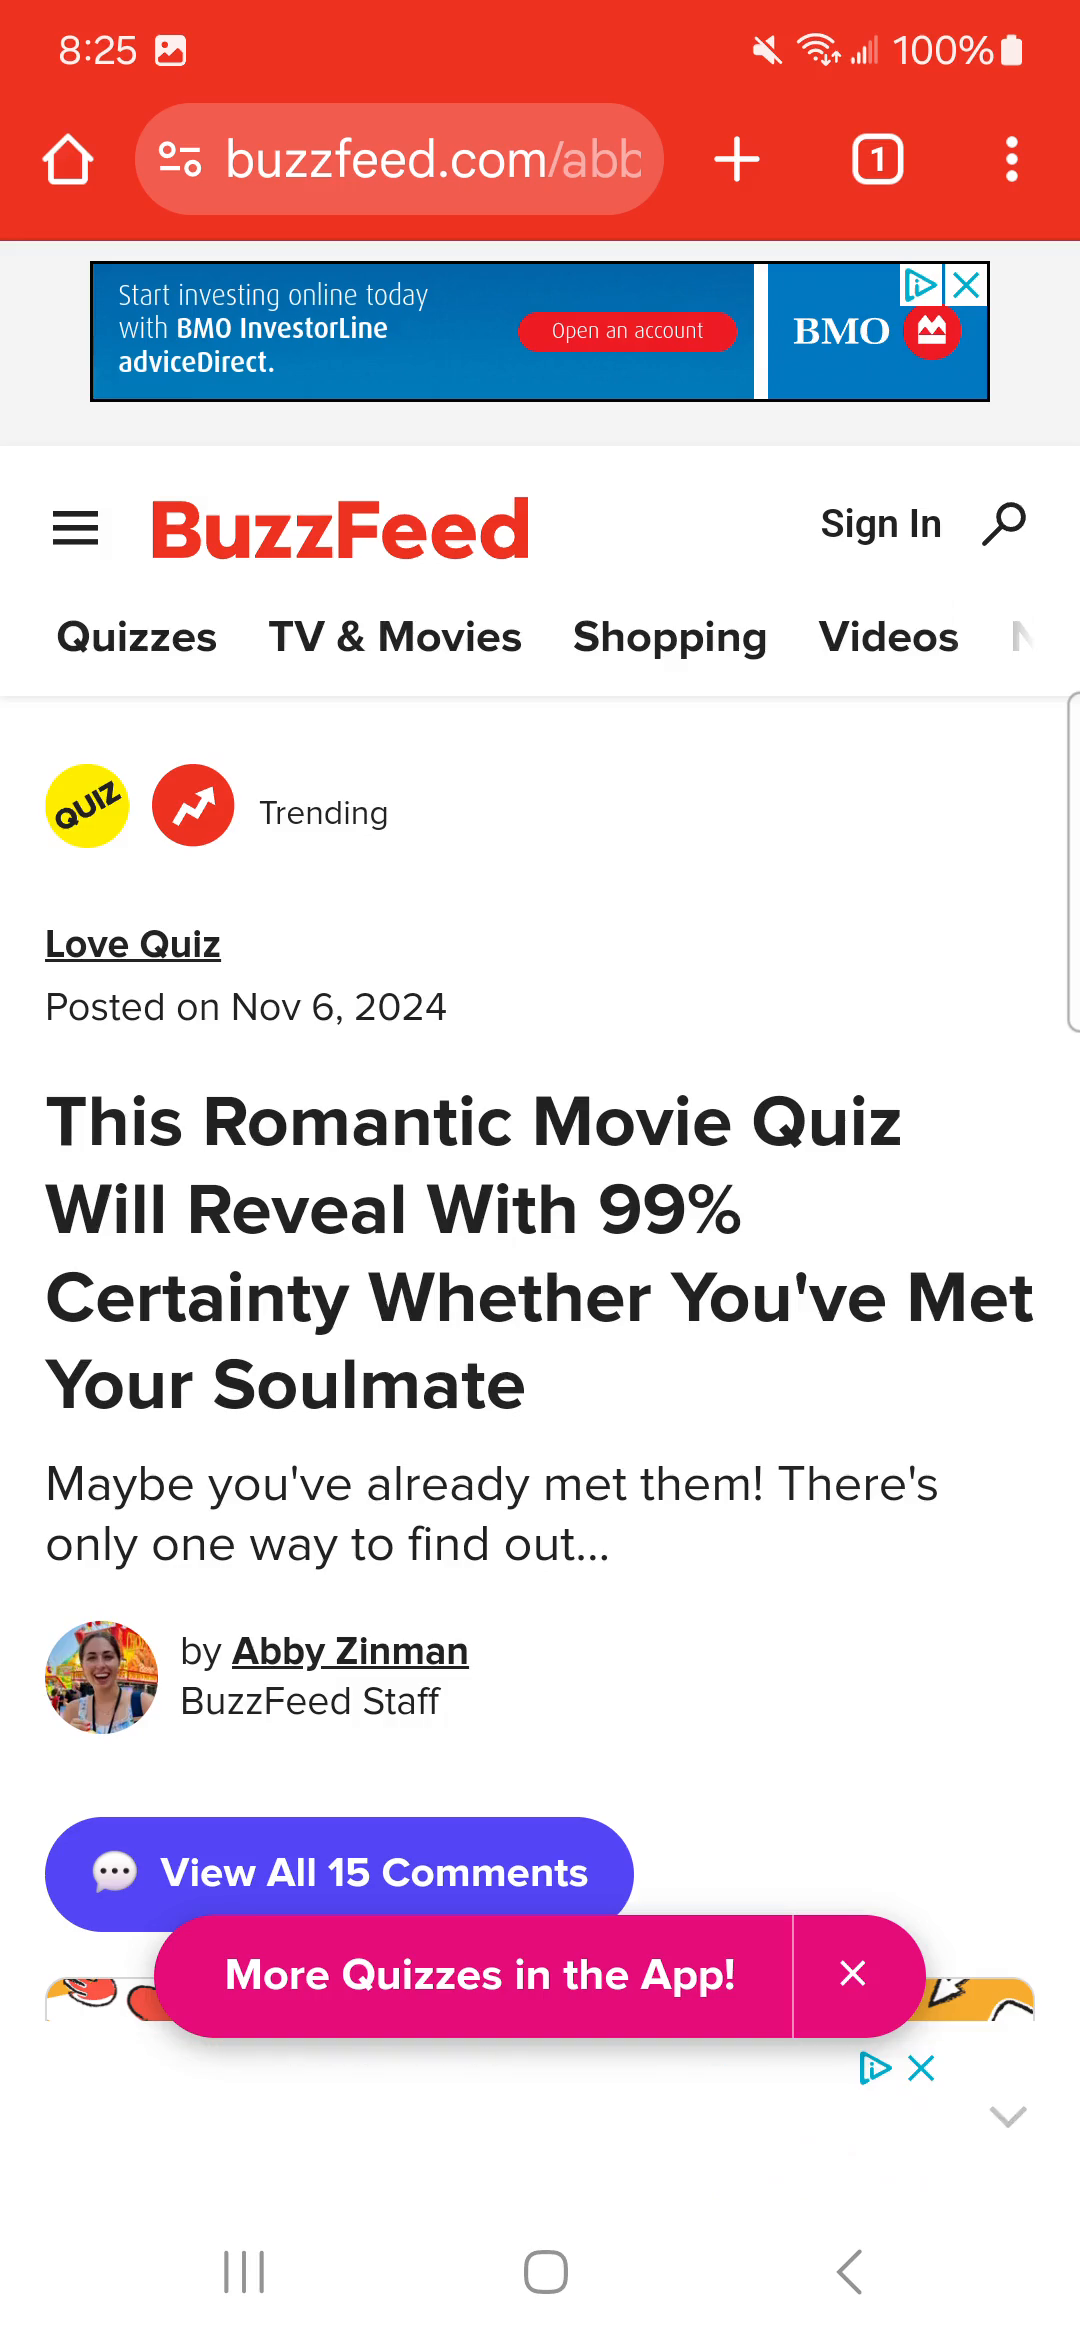 8:25
100%
buzzfeed.com/abb
1
Start investing online today
with BMO InvestorLine
adviceDirect.
Open an account
BMO
BuzzFeed
Sign In
Quizzes TV & Movies Shopping Videos N
QUIZ
Trending
Love Quiz
Posted on Nov 6, 2024
This Romantic Movie Quiz
Will Reveal With 99%
Certainty Whether You've Met
Your Soulmate
Maybe you've already met them! There's
only one way to find out...
by Abby Zinman
BuzzFeed Staff
View All 15 Comments
More Quizzes in the App!